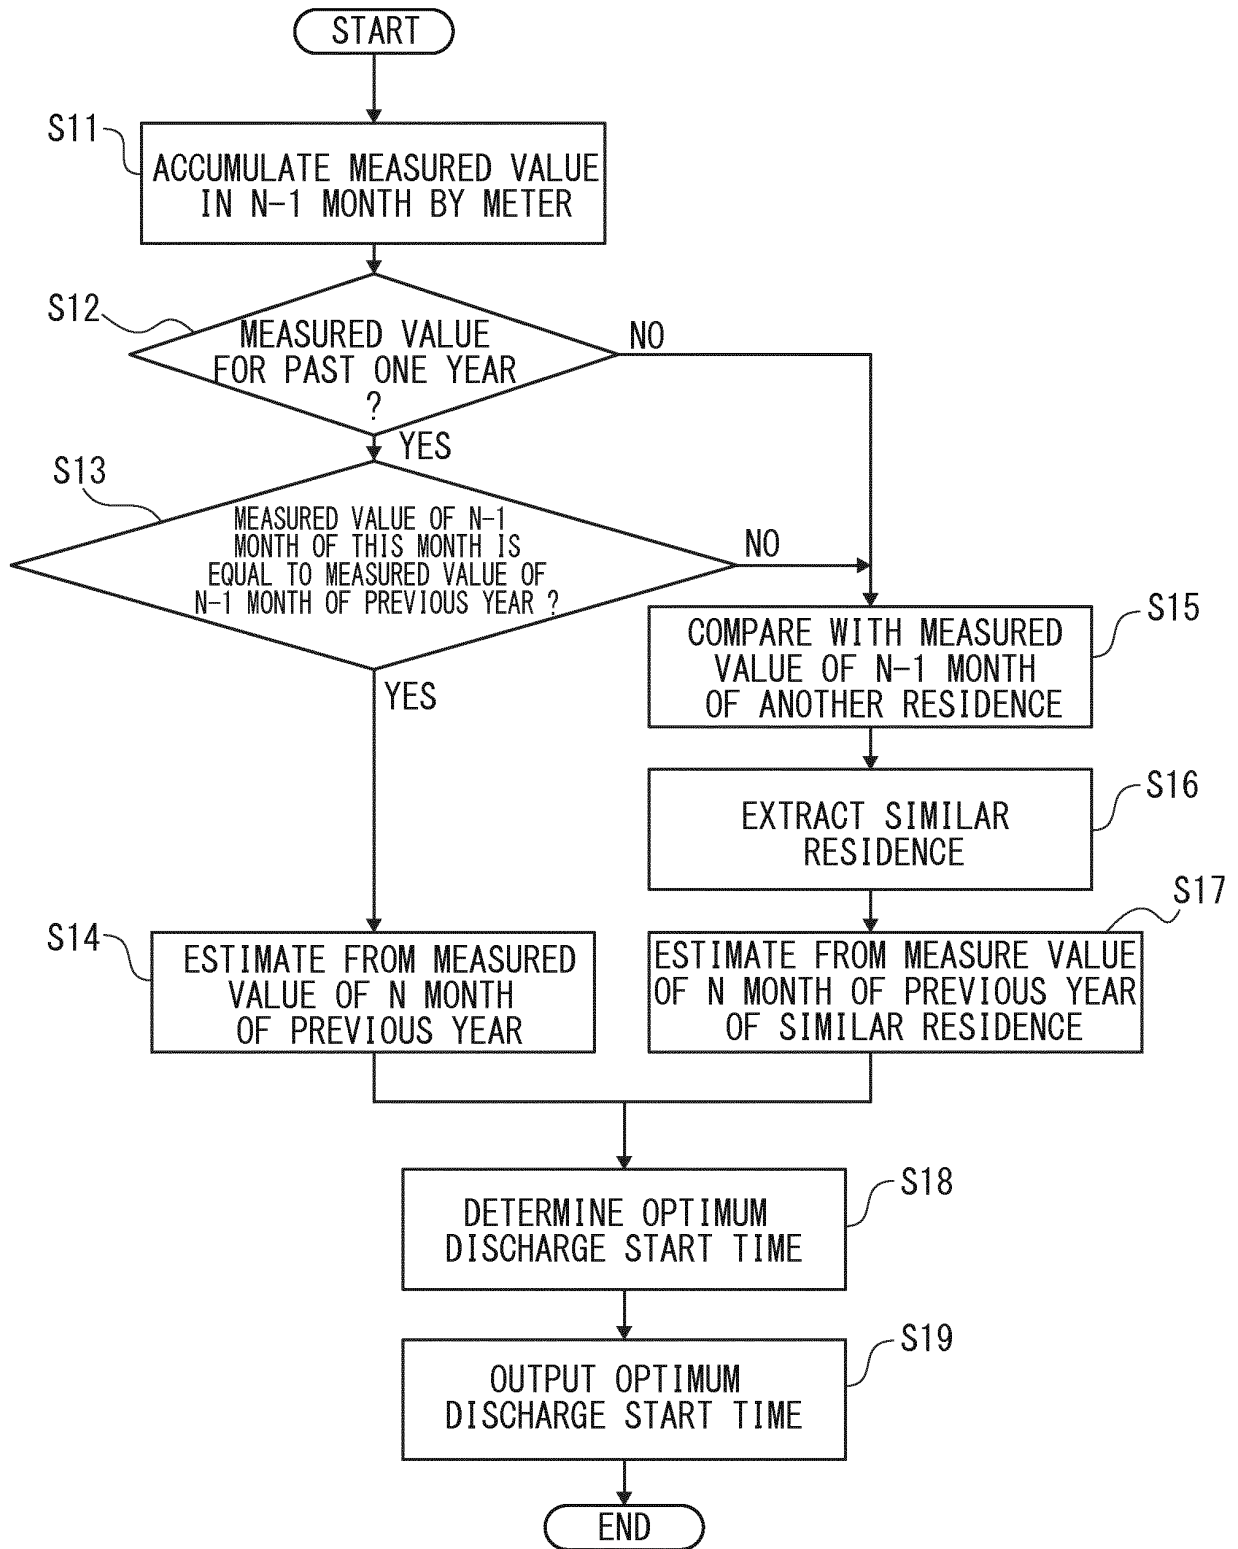 START
S11
ACCUMULATE MEASURED VALUE
IN N-1 MONTH BY METER
S12
MEASURED VALUE
FOR PAST ONE YEAR
?
NO
YES
S13
MEASURED VALUE OF N-1
MONTH OF THIS MONTH IS
EQUAL TO MEASURED VALUE OF
N-1 MONTH OF PREVIOUS YEAR ?
NO
YES
S15
COMPARE WITH MEASURED
VALUE OF N-1 MONTH
OF ANOTHER RESIDENCE
S16
EXTRACT SIMILAR
RESIDENCE
S14
ESTIMATE FROM MEASURED
VALUE OF N MONTH
OF PREVIOUS YEAR
S17
ESTIMATE FROM MEASURE VALUE
OF N MONTH OF PREVIOUS YEAR
OF SIMILAR RESIDENCE
S18
DETERMINE OPTIMUM
DISCHARGE START TIME
S19
OUTPUT OPTIMUM
DISCHARGE START TIME
END